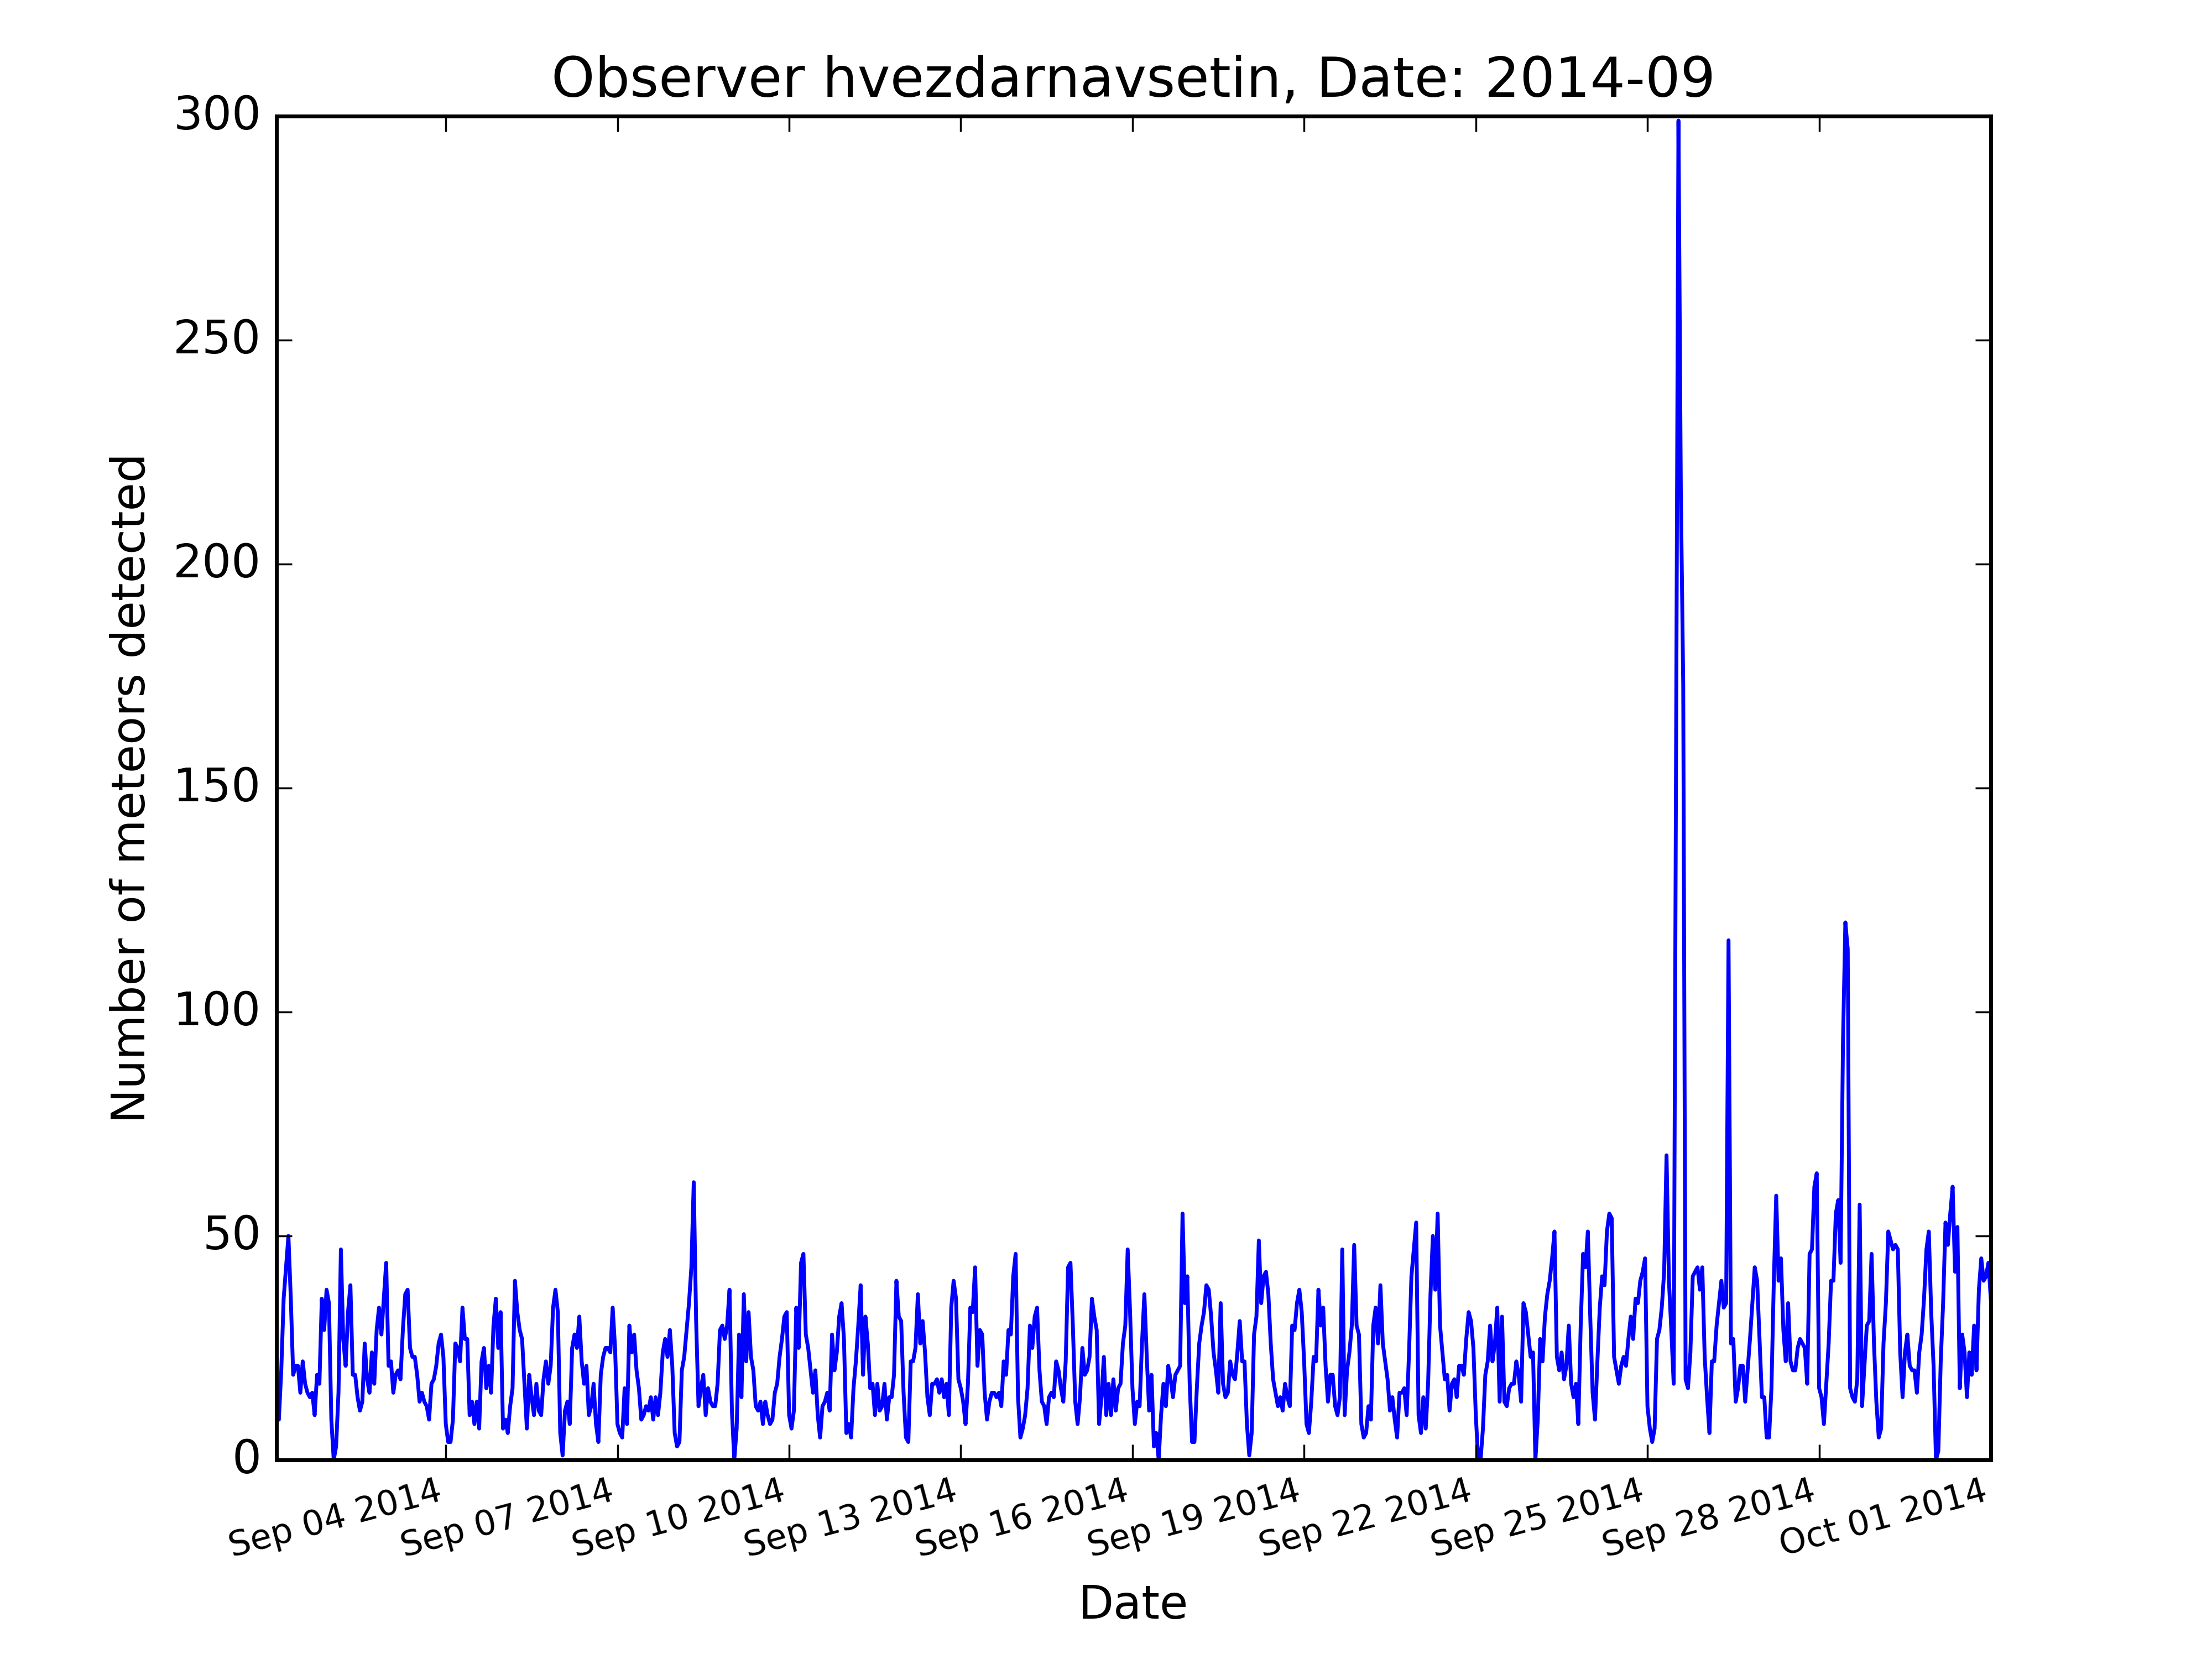 Observer hvezdarnavsetin, Date: 2014-09
300
250
200
150
100
50
0
Number of meteors detected
Sep 04 2014
Sep 07 2014
Sep 10 2014
Sep 13 2014
Sep 16 2014
Sep 19 2014
Sep 22 2014
Sep 25 2014
Sep 28 2014
Oct 01 2014
Date